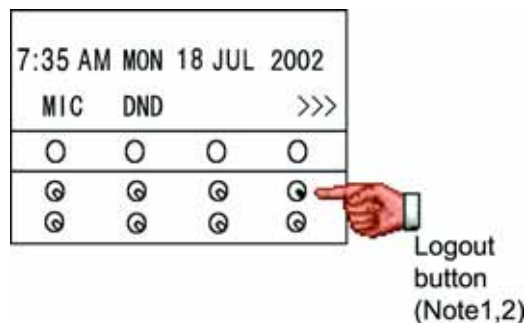 7:35 AM MON 18 JUL 2002
MIC DND >>>
Logout
button
(Note1,2)